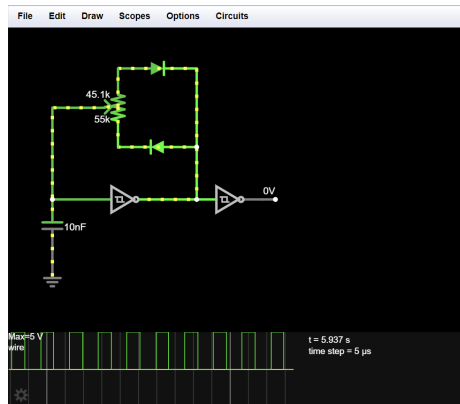 File Edit Draw Scopes Options Circuits
45.1k
55k
0V
10nF
Max=5 V
wire
t = 5.937 s
time step = 5 µs